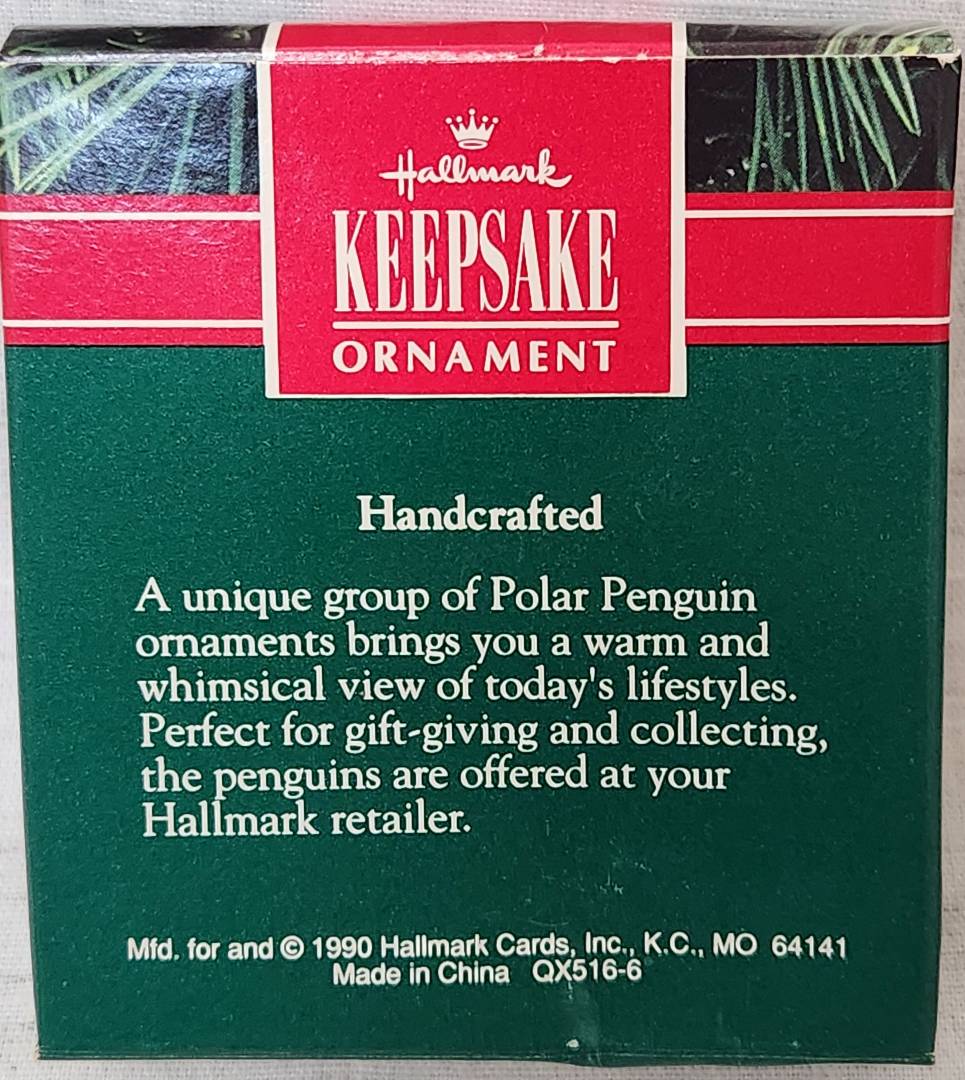 Hallmark
KEEPSAKE
ORNAMENT
Handcrafted
A unique group of Polar Penguin
ornaments brings you a warm and
whimsical view of today's lifestyles.
Perfect for gift-giving and collecting,
the penguins are offered at your
Hallmark retailer.
Mfd. for and © 1990 Hallmark Cards, Inc., K.C., MO 64141
Made in China QX516-6